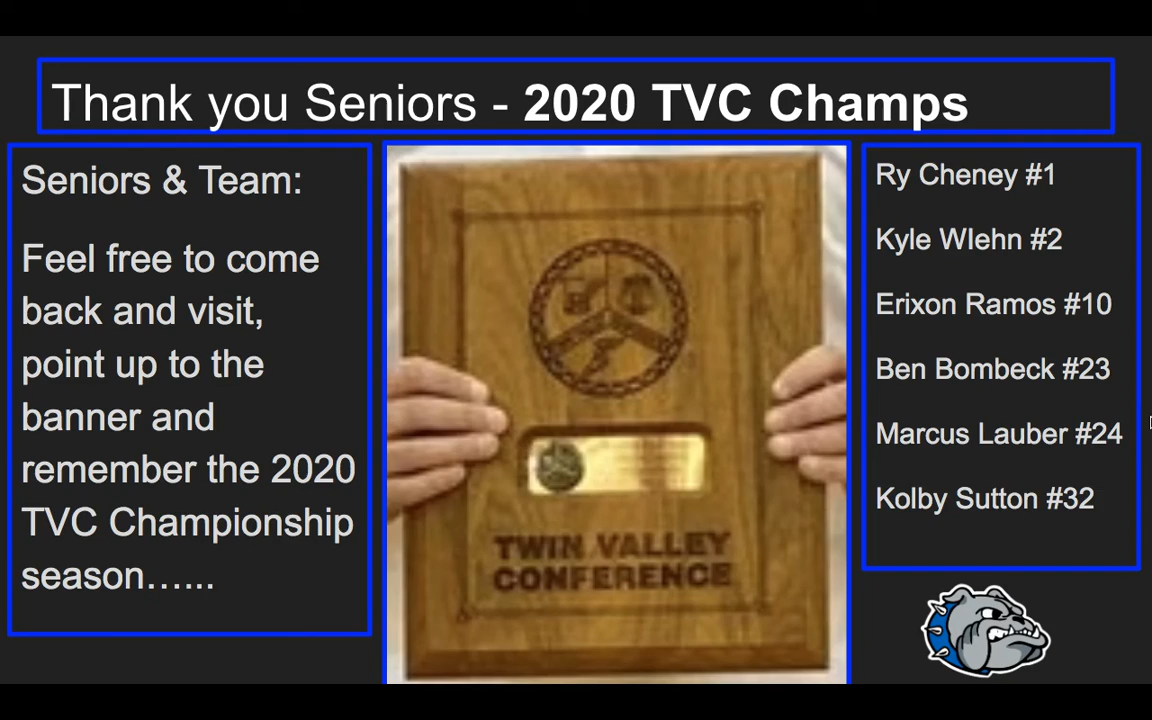 Thank you Seniors - 2020 TVC Champs
Seniors & Team:
Feel free to come
back and visit,
point up to the
banner and
remember the 2020
TVC Championship
season…...
TWIN VALLEY
CONFERENCE
Ry Cheney #1
Kyle WIehn #2
Erixon Ramos #10
Ben Bombeck #23
Marcus Lauber #24
Kolby Sutton #32